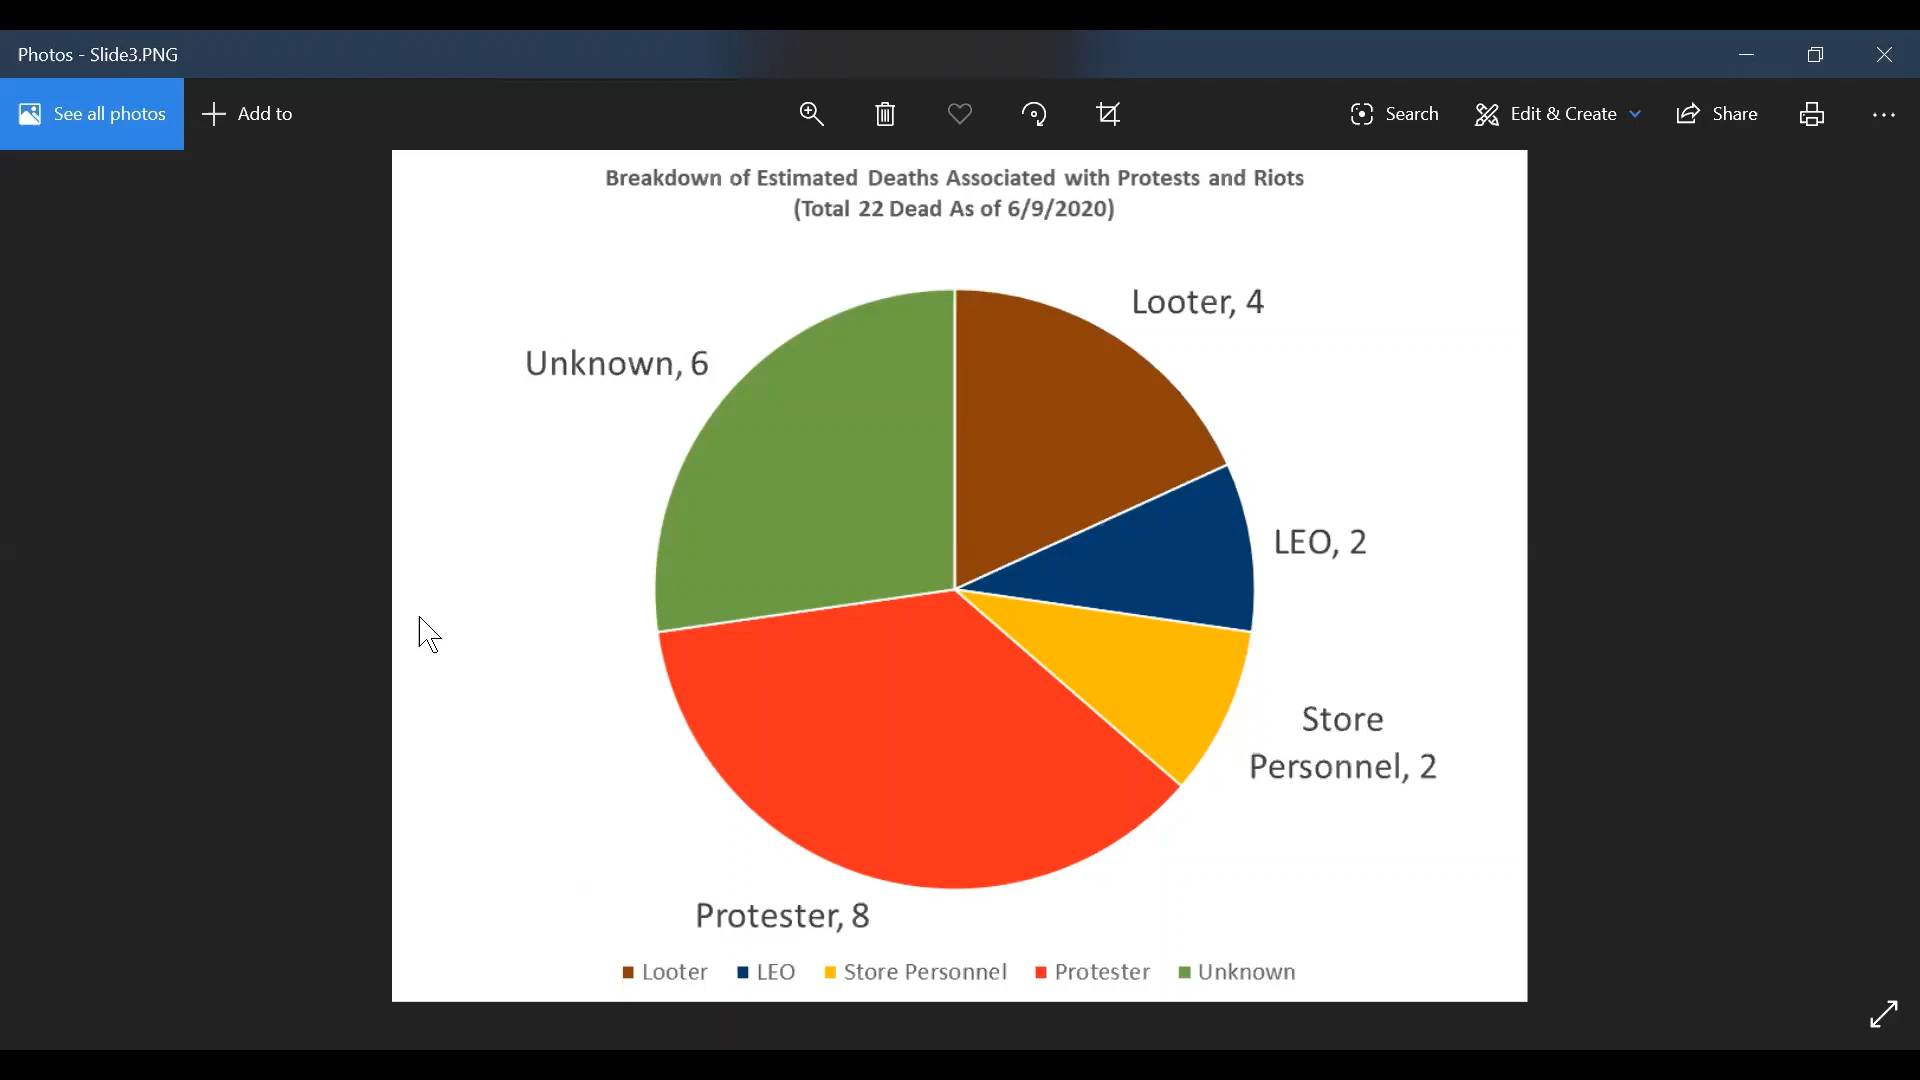 Photos - Slide3.PNG
See all photos
Add to
Search
Edit & Create
Share
Breakdown of Estimated Deaths Associated with Protests and Riots
(Total 22 Dead As of 6/9/2020)
Looter, 4
Unknown, 6
LEO, 2
Store
Personnel, 2
Protester, 8
Looter LEO Store Personnel Protester Unknown